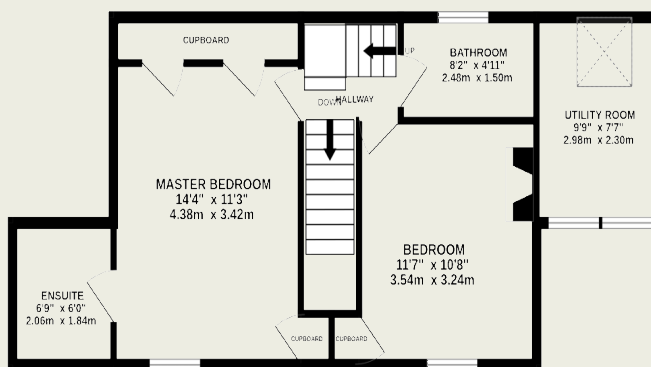 CUPBOARD
UP
BATHROOM
8'2" x 4'11"
2.48m x 1.50m
DOWN
HALLWAY
UTILITY ROOM
9'9" x 7'7"
2.98m x 2.30m
MASTER BEDROOM
14'4" x 11'3"
4.38m x 3.42m
BEDROOM
11'7" x 10'8"
3.54m x 3.24m
ENSUITE
6'9" x 6'0"
2.06m x 1.84m
CUPBOARD
CUPBOARD